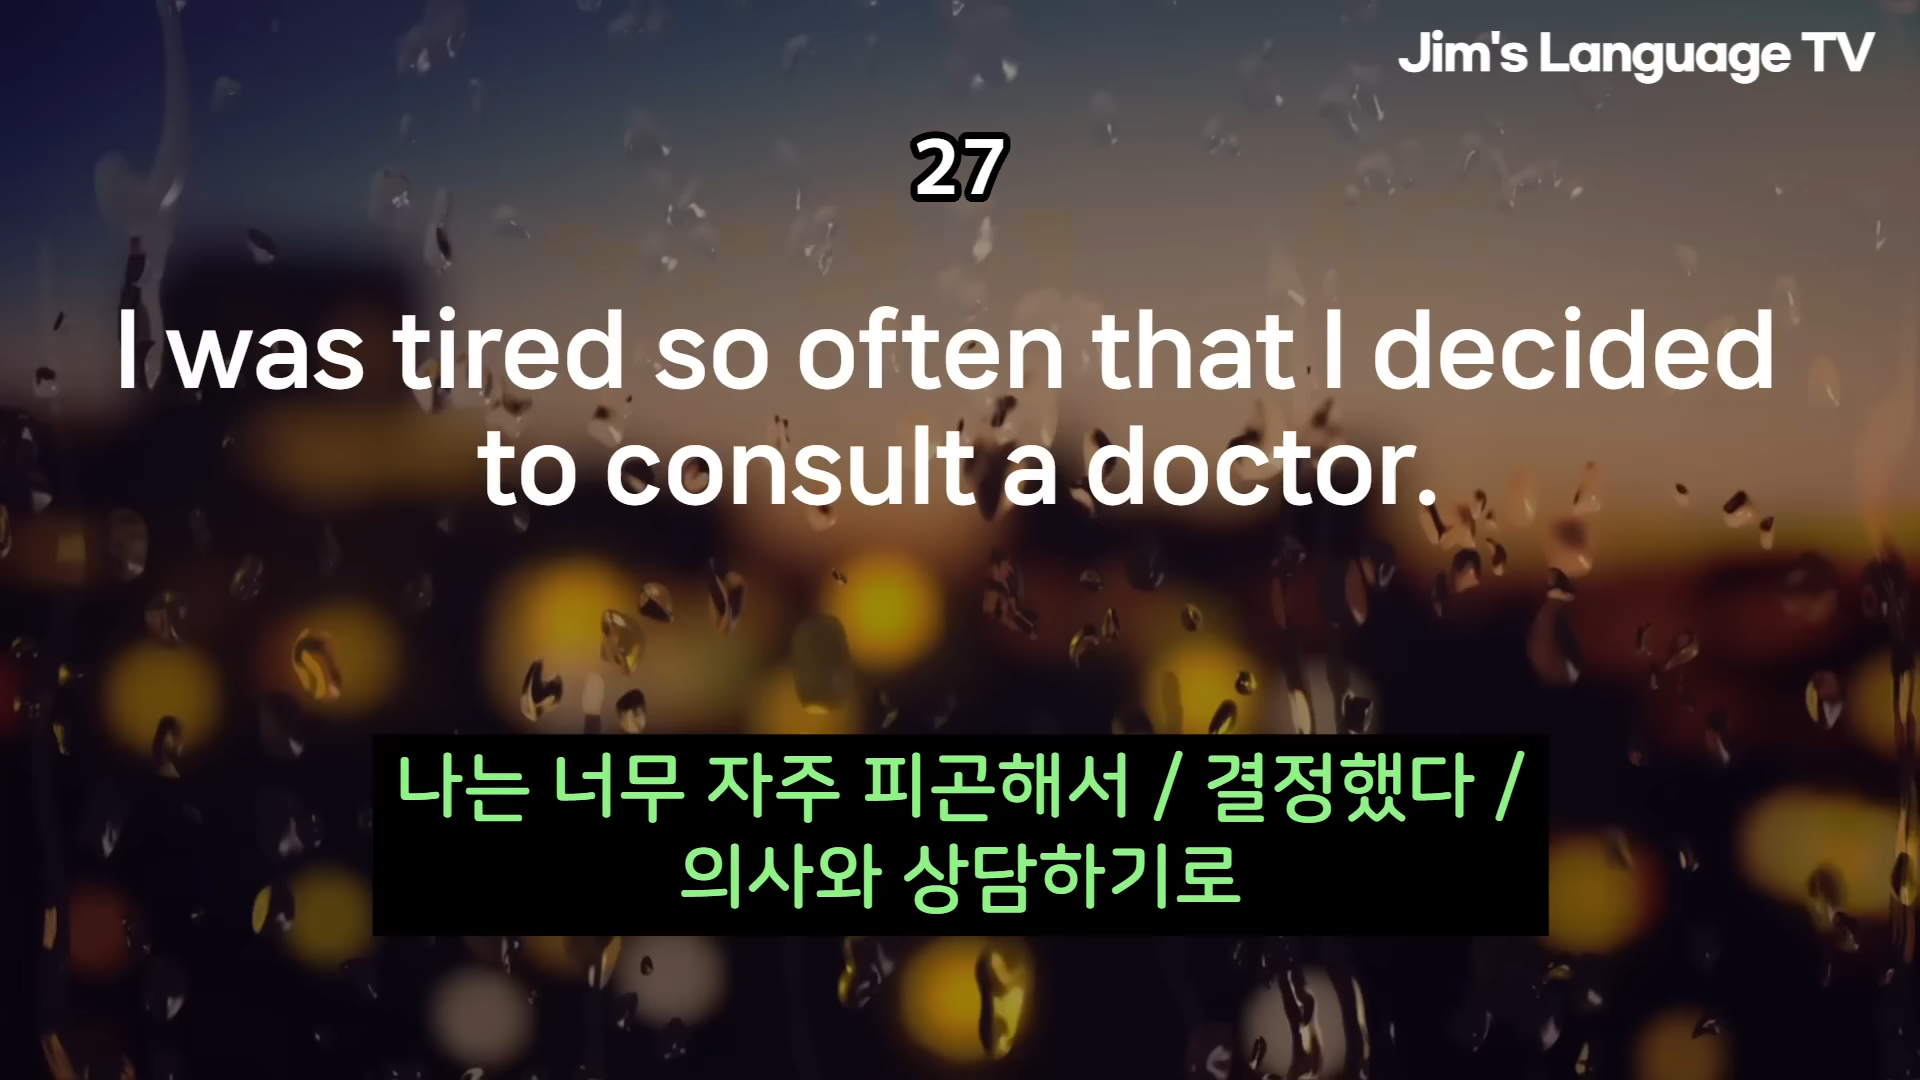 Jim's Language TV
27
I was tired so often that I decided
to consult a doctor.
나는 너무 자주 피곤해서 / 결정했다 /
의사와 상담하기로